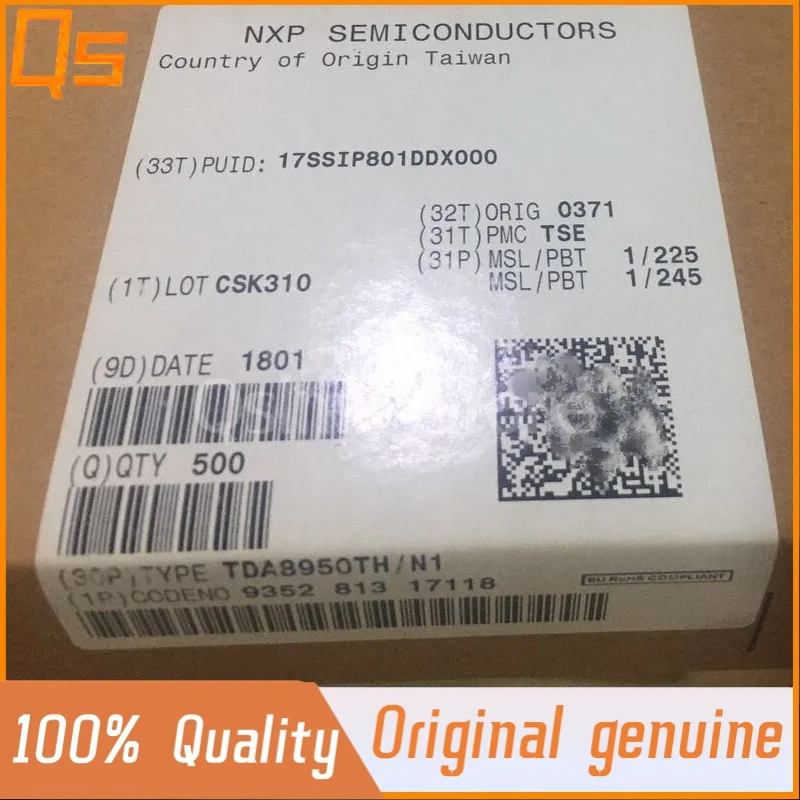 QS
NXP SEMICONDUCTORS
Country of Origin Taiwan
(33T)PUID: 17SSIP801DDX000
(32T)ORIG 0371
(31T)PMC TSE
(31P)MSL/PBT 1/225
MSL/PBT 1/245
(1T)LOT CSK310
(9D)DATE 1801
(Q)QTY 500
(30P)TYPE TDA8950TH/N1
(1P)CODENO 9352 813 17118
EU RoHS COMPLIANT
100% Quality
Original genuine